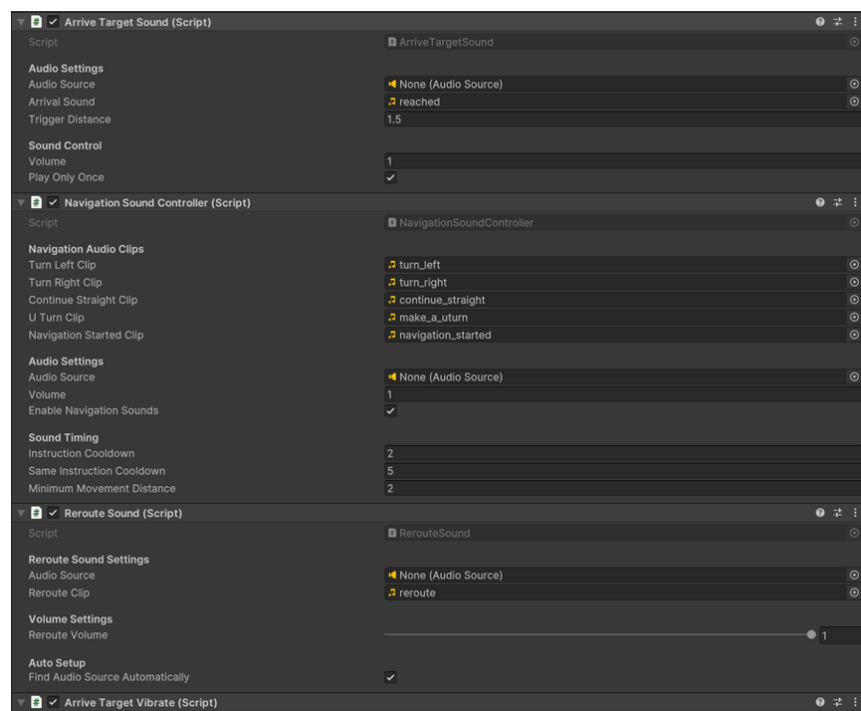 Arrive Target Sound (Script)
Script ArriveTargetSound
Audio Settings
Audio Source None (Audio Source)
Arrival Sound reached
Trigger Distance 1.5
Sound Control
Volume 1
Play Only Once
Navigation Sound Controller (Script)
Script NavigationSoundController
Navigation Audio Clips
Turn Left Clip turn_left
Turn Right Clip turn_right
Continue Straight Clip continue_straight
U Turn Clip make_a_uturn
Navigation Started Clip navigation_started
Audio Settings
Audio Source None (Audio Source)
Volume 1
Enable Navigation Sounds
Sound Timing
Instruction Cooldown 2
Same Instruction Cooldown 5
Minimum Movement Distance 2
Reroute Sound (Script)
Script RerouteSound
Reroute Sound Settings
Audio Source None (Audio Source)
Reroute Clip reroute
Volume Settings
Reroute Volume 1
Auto Setup
Find Audio Source Automatically
Arrive Target Vibrate (Script)